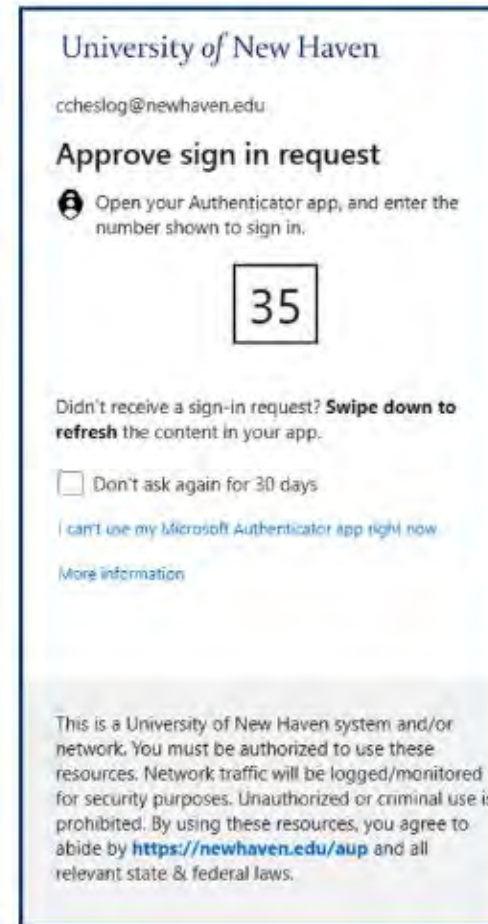 University of New Haven
ccheslog@newhaven.edu
Approve sign in request
Open your Authenticator app, and enter the
number shown to sign in.
35
Didn't receive a sign-in request? Swipe down to
refresh the content in your app.
Don't ask again for 30 days
I can't use my Microsoft Authenticator app right now
More information
This is a University of New Haven system and/or
network. You must be authorized to use these
resources. Network traffic will be logged/monitored
for security purposes. Unauthorized or criminal use is
prohibited. By using these resources, you agree to
abide by https://newhaven.edu/aup and all
relevant state & federal laws.